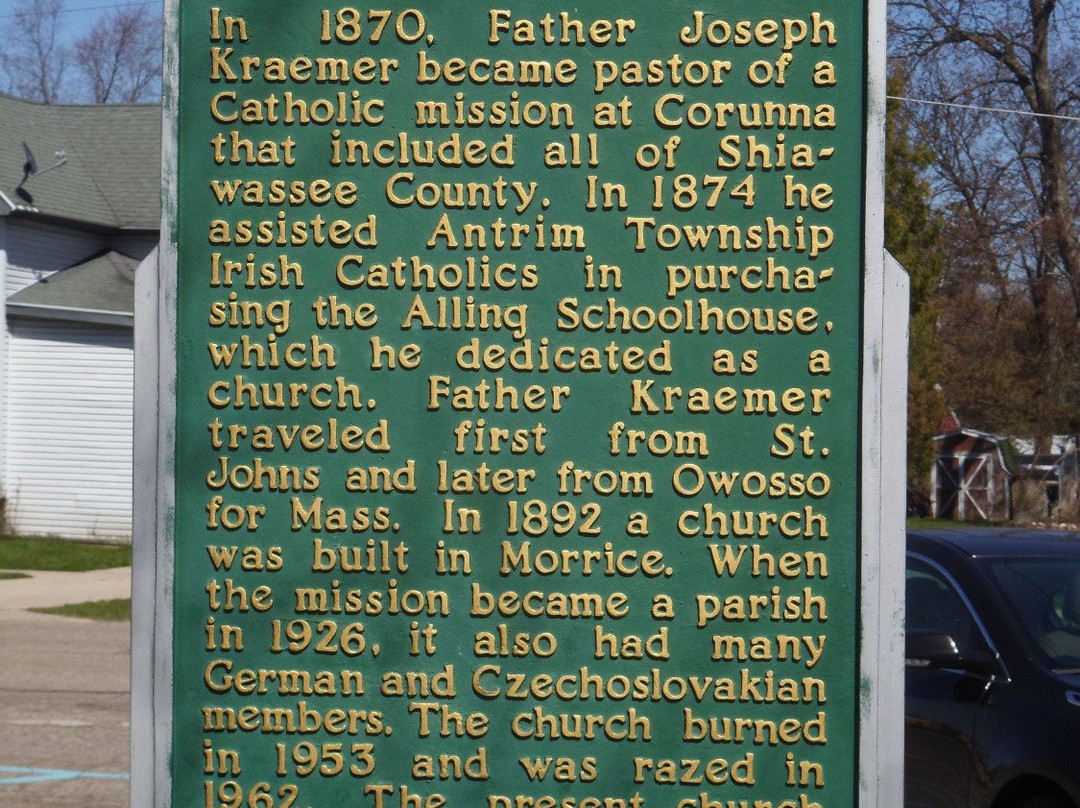 In 1870, Father Joseph
Kraemer became pastor of a
Catholic mission at Corunna
that included all of Shia-
wassee County. In 1874 he
assisted Antrim Township
Irish Catholics in purcha-
sing the Alling Schoolhouse,
which he dedicated as a
church. Father Kraemer
traveled first from St.
Johns and later from Owosso
for Mass. In 1892 a church
was built in Morrice. When
the mission became a parish
in 1926, it also had many
German and Czechoslovakian
members. The church burned
in 1953 and was razed in
1962. The present church